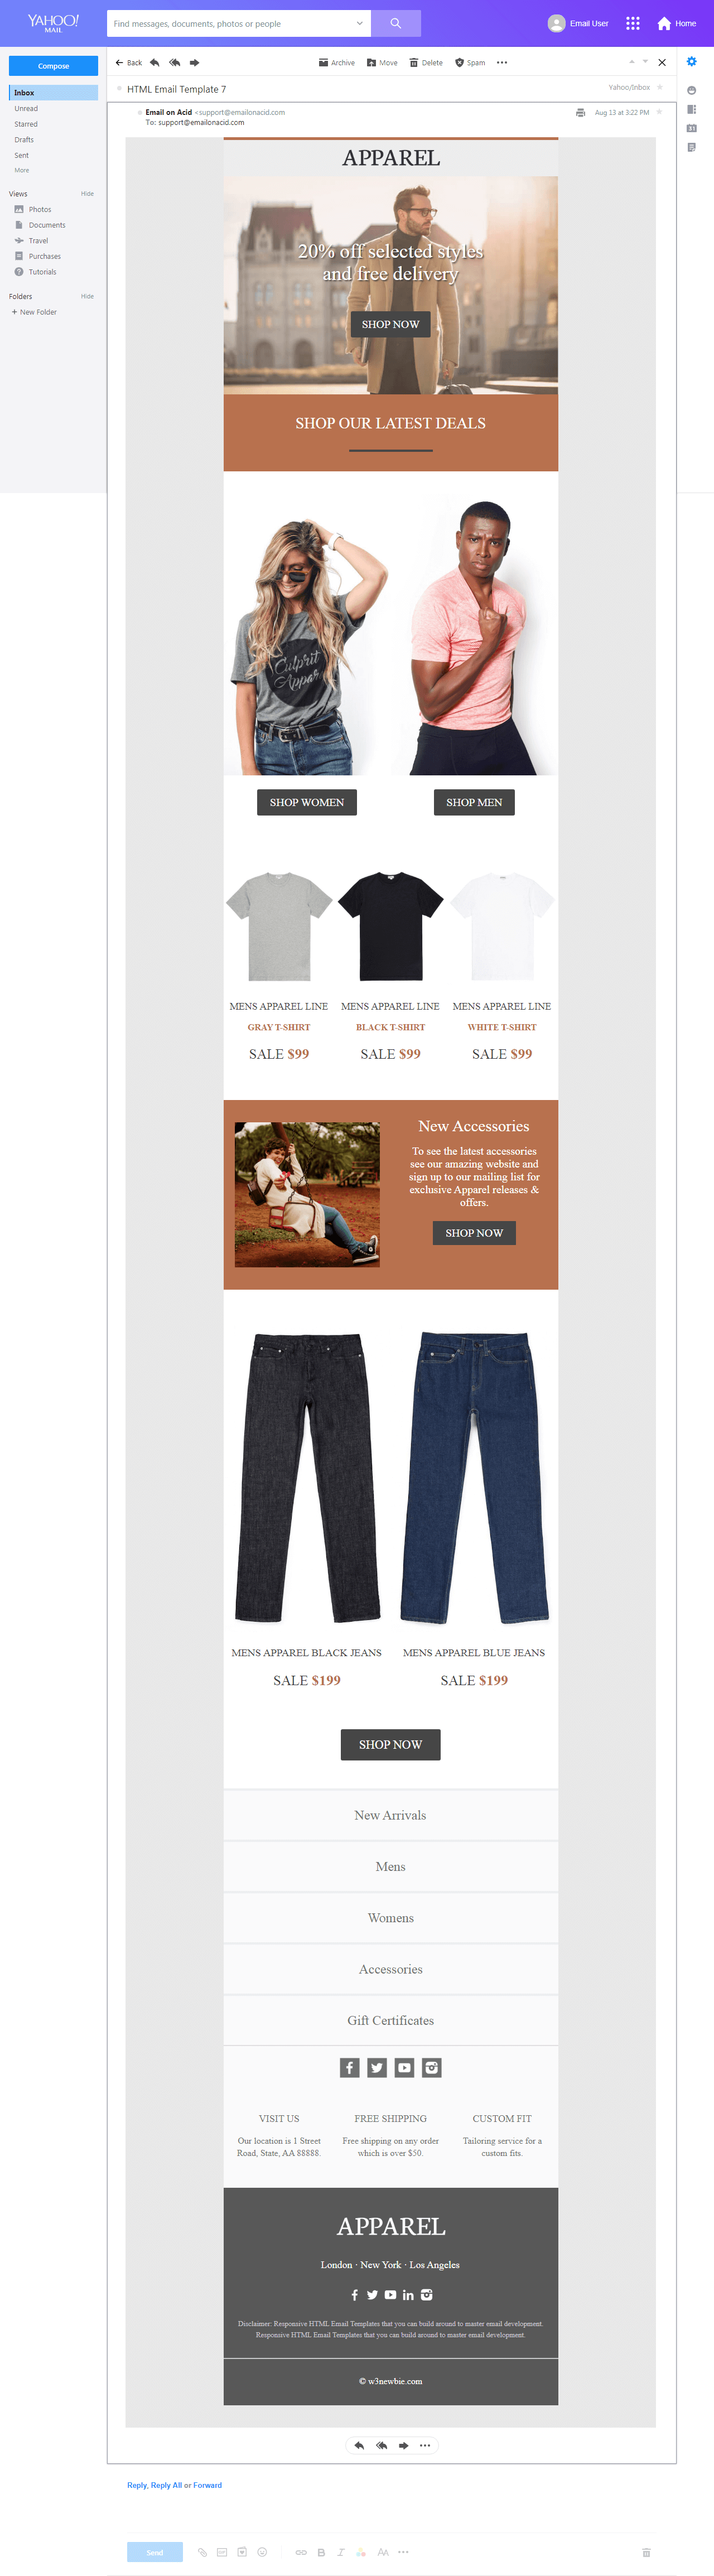 YAHOO!
MAIL
Find messages, documents, photos or people
Email User
Home
Compose
Back
Archive
Move
Delete
Spam
Inbox
Unread
Starred
Drafts
Sent
More
Views
Hide
Photos
Documents
Travel
Purchases
Tutorials
Folders
Hide
+ New Folder
HTML Email Template 7
Yahoo/Inbox
Email on Acid <support@emailonacid.com
Aug 13 at 3:22 PM
To: support@emailonacid.com
APPAREL
20% off selected styles
and free delivery
SHOP NOW
SHOP OUR LATEST DEALS
Culprit
Appar
SHOP WOMEN
SHOP MEN
MENS APPAREL LINE
GRAY T-SHIRT
SALE $99
MENS APPAREL LINE
BLACK T-SHIRT
SALE $99
MENS APPAREL LINE
WHITE T-SHIRT
SALE $99
New Accessories
To see the latest accessories
see our amazing website and
sign up to our mailing list for
exclusive Apparel releases &
offers.
SHOP NOW
MENS APPAREL BLACK JEANS
SALE $199
MENS APPAREL BLUE JEANS
SALE $199
SHOP NOW
New Arrivals
Mens
Womens
Accessories
Gift Certificates
VISIT US
Our location is 1 Street
Road, State, AA 88888.
FREE SHIPPING
Free shipping on any order
which is over $50.
CUSTOM FIT
Tailoring service for a
custom fits.
APPAREL
London · New York · Los Angeles
Disclaimer: Responsive HTML Email Templates that you can build around to master email development.
Responsive HTML Email Templates that you can build around to master email development.
© w3newbie.com
Reply, Reply All or Forward
Send